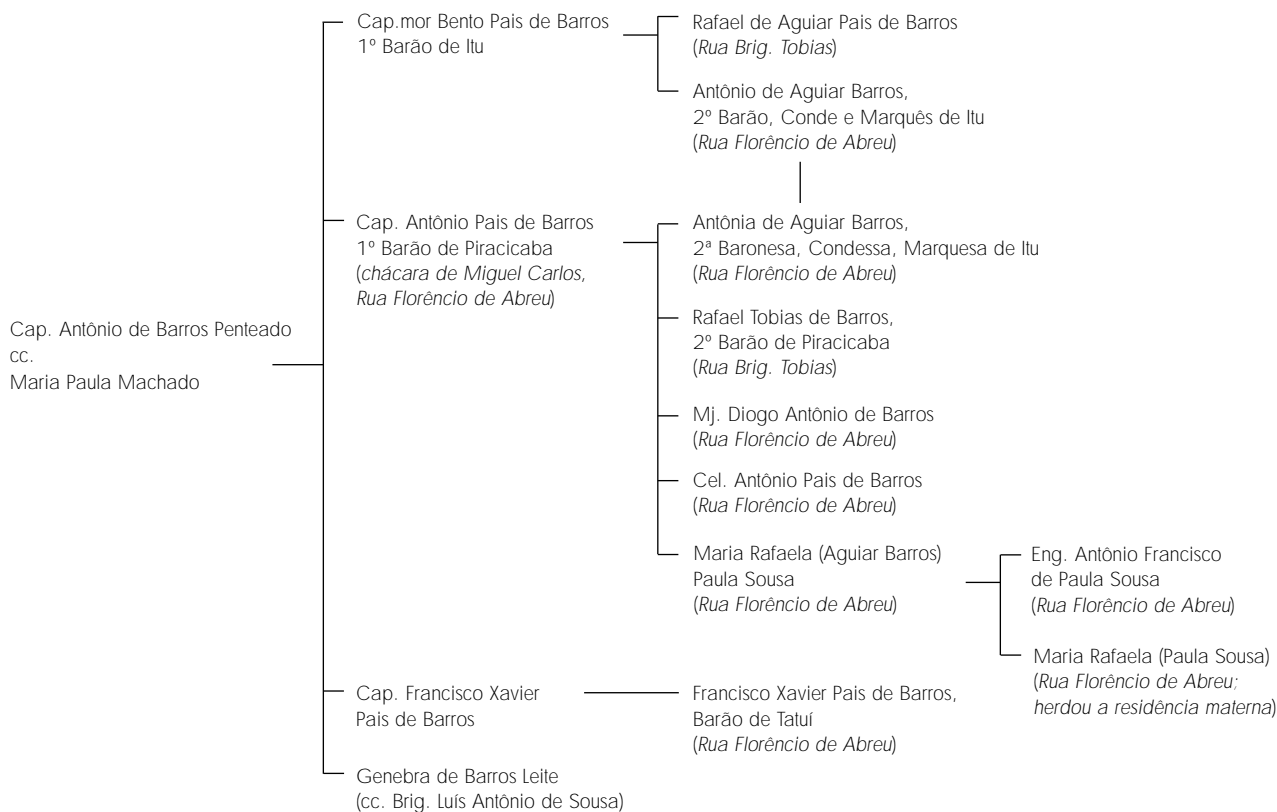 Cap. Antônio de Barros Penteado
cc.
Maria Paula Machado
Cap.mor Bento Pais de Barros
1º Barão de Itu
Rafael de Aguiar Pais de Barros
(Rua Brig. Tobias)
Antônio de Aguiar Barros,
2º Barão, Conde e Marquês de Itu
(Rua Florêncio de Abreu)
Cap. Antônio Pais de Barros
1º Barão de Piracicaba
(chácara de Miguel Carlos,
Rua Florêncio de Abreu)
Antônia de Aguiar Barros,
2ª Baronesa, Condessa, Marquesa de Itu
(Rua Florêncio de Abreu)
Rafael Tobias de Barros,
2º Barão de Piracicaba
(Rua Brig. Tobias)
Mj. Diogo Antônio de Barros
(Rua Florêncio de Abreu)
Cel. Antônio Pais de Barros
(Rua Florêncio de Abreu)
Maria Rafaela (Aguiar Barros)
Paula Sousa
(Rua Florêncio de Abreu)
Eng. Antônio Francisco
de Paula Sousa
(Rua Florêncio de Abreu)
Maria Rafaela (Paula Sousa)
(Rua Florêncio de Abreu;
herdou a residência materna)
Cap. Francisco Xavier
Pais de Barros
Francisco Xavier Pais de Barros,
Barão de Tatuí
(Rua Florêncio de Abreu)
Genebra de Barros Leite
(cc. Brig. Luís Antônio de Sousa)